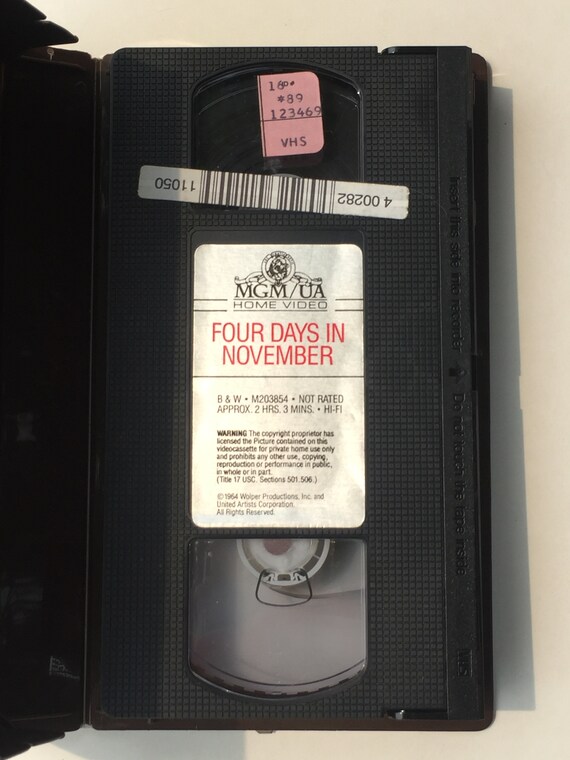 18⁰⁰
*89
123469
VHS
4 00282 11050
MGM/UA
HOME VIDEO
FOUR DAYS IN
NOVEMBER
B & W • M203854 • NOT RATED
APPROX. 2 HRS. 3 MINS. • HI-FI
WARNING The copyright proprietor has
licensed the Picture contained on this
videocassette for private home use only
and prohibits any other use, copying,
reproduction or performance in public,
in whole or in part.
(Title 17 USC. Sections 501.506.)
©1964 Wolper Productions, Inc. and
United Artists Corporation.
All Rights Reserved.
Insert this side into recorder
Do not touch the tape inside
VHS